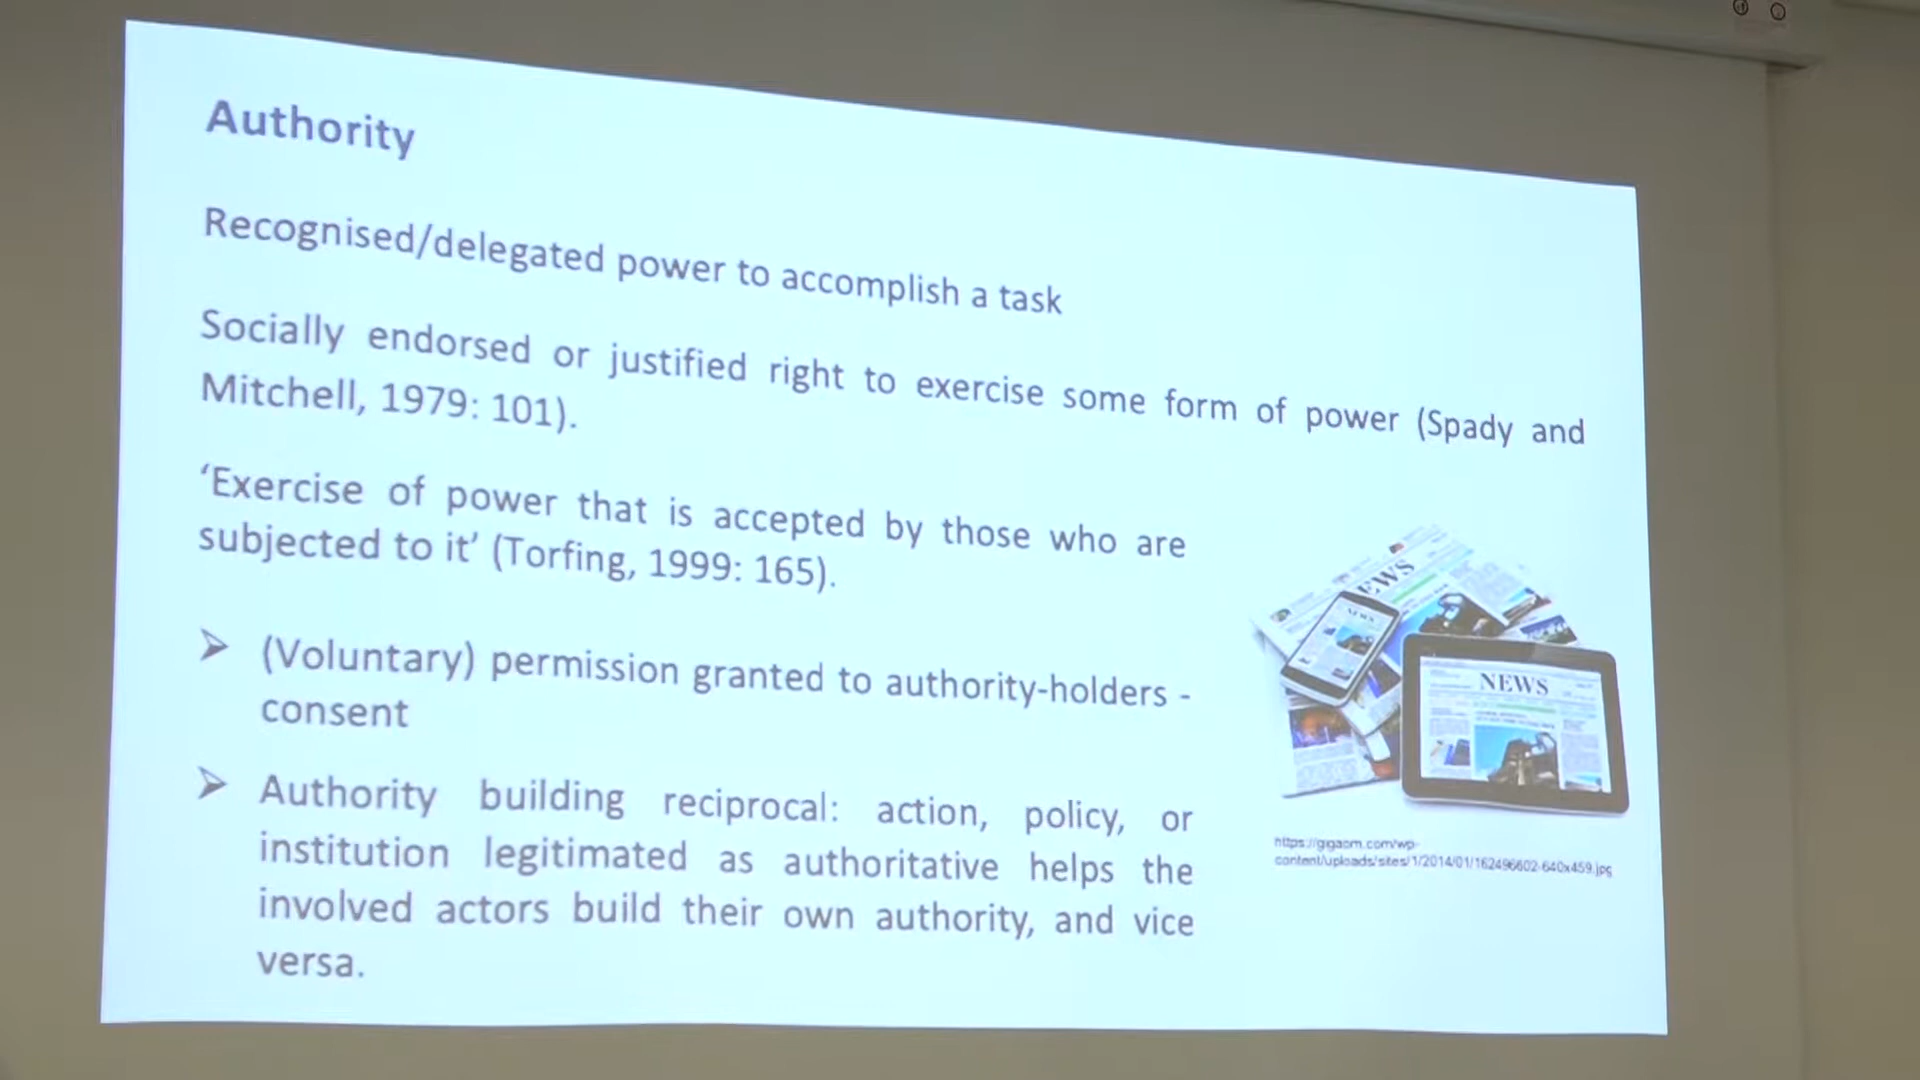 Authority
Recognised/delegated power to accomplish a task
Socially endorsed or justified right to exercise some form of power (Spady and
Mitchell, 1979: 101).
‘Exercise of power that is accepted by those who are
subjected to it’ (Torfing, 1999: 165).
➢ (Voluntary) permission granted to authority-holders -
consent
➢ Authority building reciprocal: action, policy, or
institution legitimated as authoritative helps the
involved actors build their own authority, and vice
versa.
EWS
NEWS
NEWS
https://gigaom.com/wp-
content/uploads/sites/1/2014/01/162496602-640x459.jpg